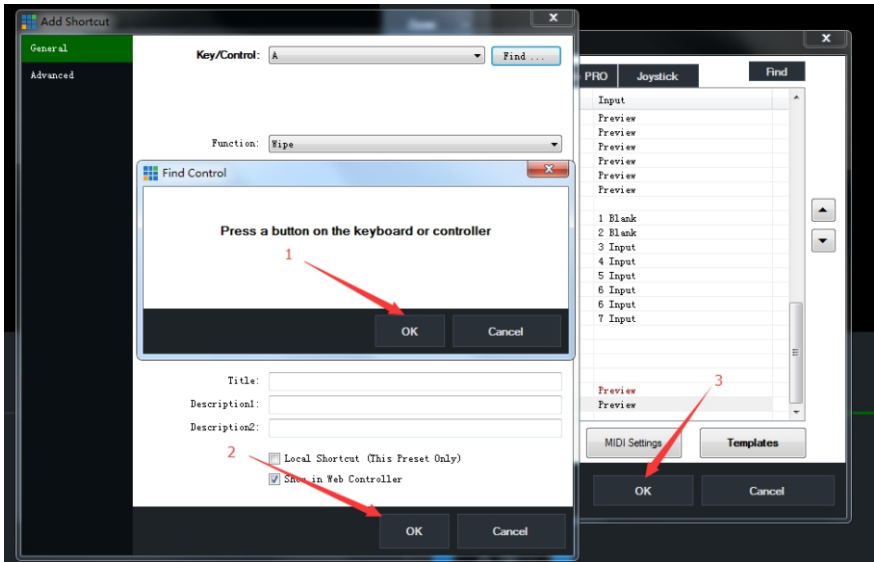 Add Shortcut
General
Advanced
Key/Control:
A
Find ...
Function:
Wipe
Find Control
Press a button on the keyboard or controller
1
OK
Cancel
Title:
Description1:
Description2:
2
Local Shortcut (This Preset Only)
Show in Web Controller
OK
Cancel
PRO
Joystick
Find
Input
Preview
Preview
Preview
Preview
Preview
Preview
1 Blank
2 Blank
3 Input
4 Input
5 Input
6 Input
6 Input
7 Input
Preview
3
Preview
MIDI Settings
Templates
OK
Cancel